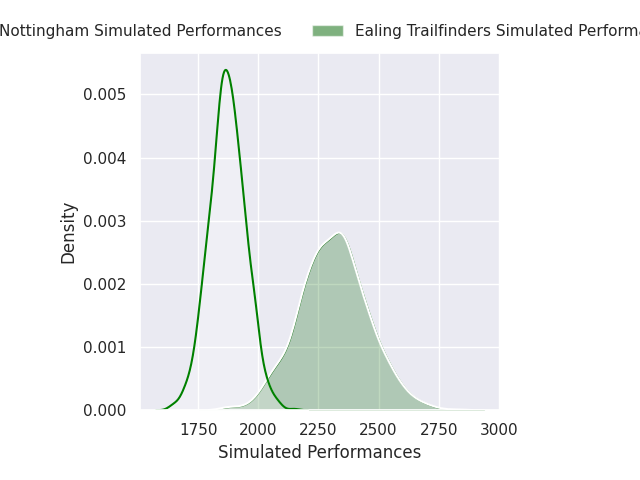 Nottingham Simulated Performances
Ealing Trailfinders Simulated Performa
0.005
0.004
0.003
0.002
0.001
0.000
Density
1750 2000 2250 2500 2750 3000
Simulated Performances